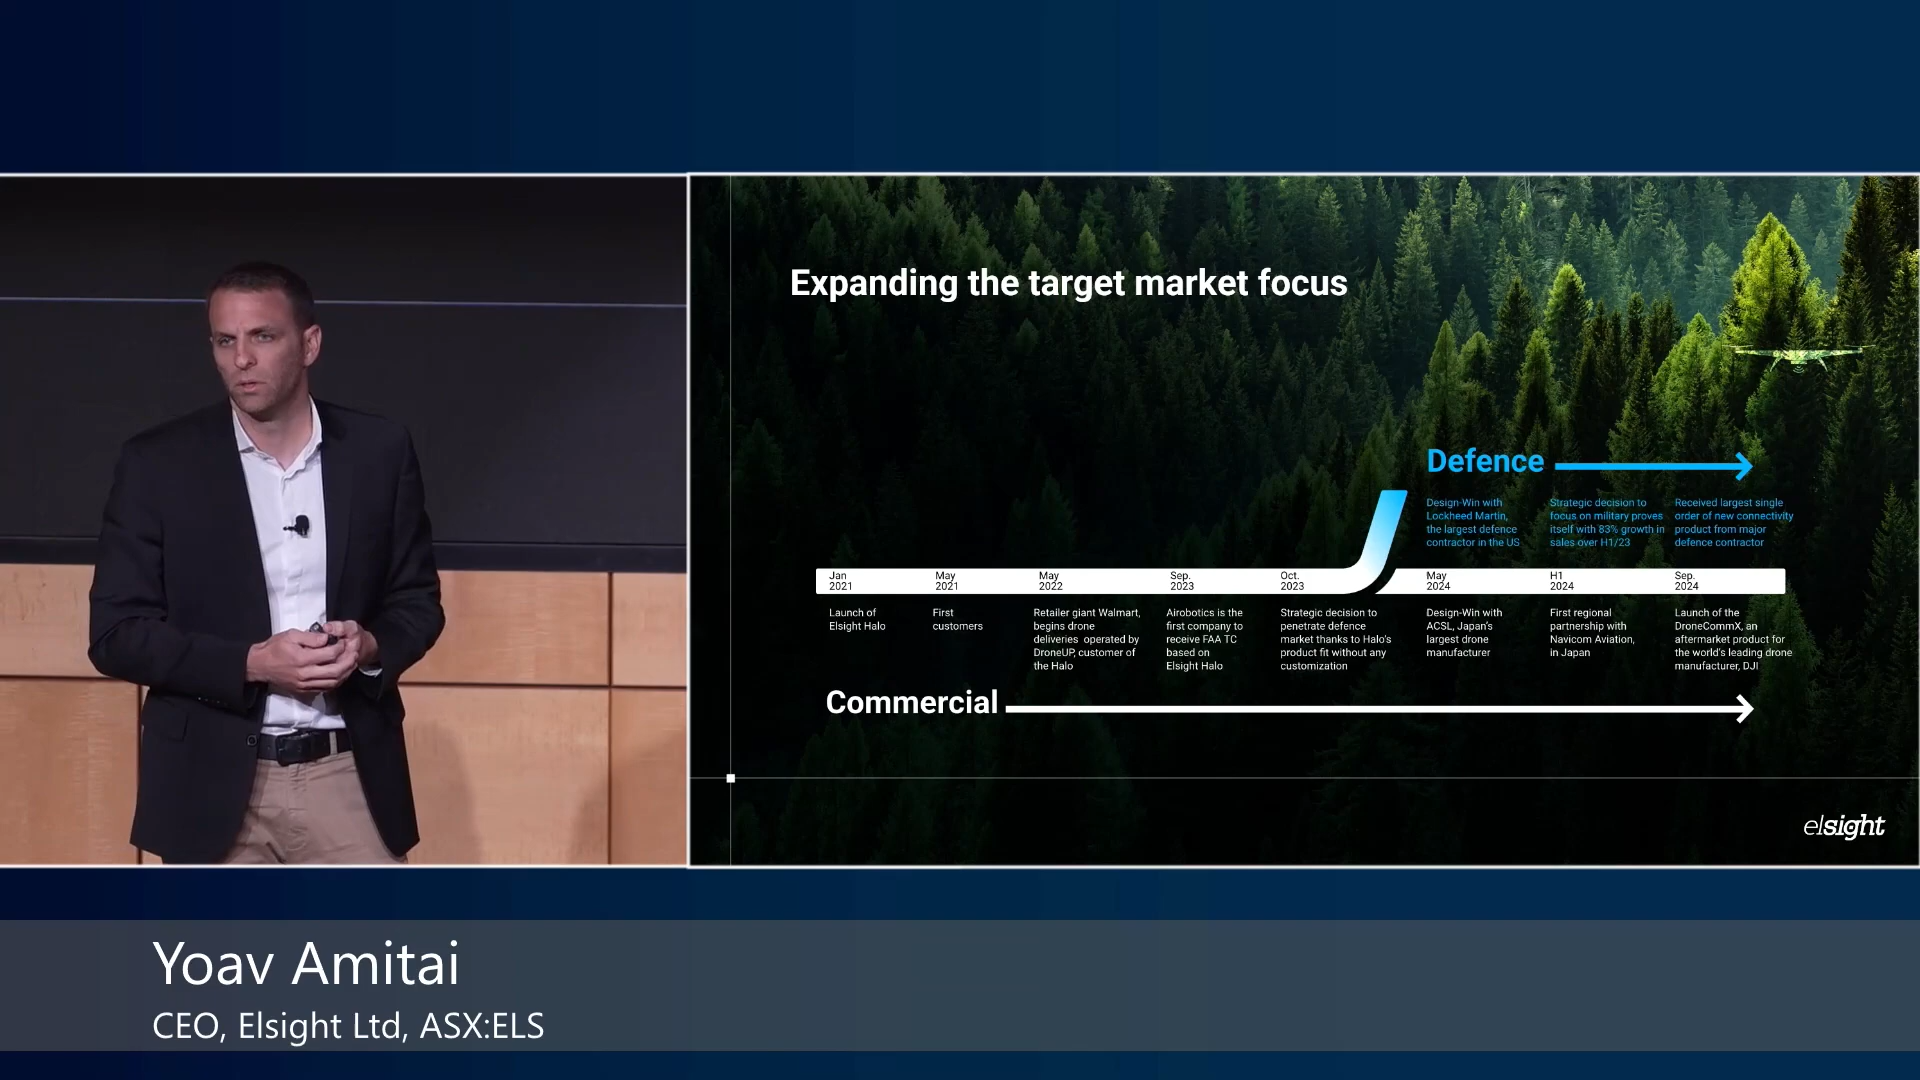 Expanding the target market focus
Defence
Design-Win with
Lockheed Martin,
the largest defence
contractor in the US
Strategic decision to
focus on military proves
itself with 83% growth in
sales over H1/23
Received largest single
order of new connectivity
product from major
defence contractor
Jan
2021
May
2021
May
2022
Sep.
2023
Oct.
2023
May
2024
H1
2024
Sep.
2024
Launch of
Elsight Halo
First
customers
Retailer giant Walmart,
begins drone
deliveries operated by
DroneUP, customer of
the Halo
Airobotics is the
first company to
receive FAA TC
based on
Elsight Halo
Strategic decision to
penetrate defence
market thanks to Halo's
product fit without any
customization
Design-Win with
ACSL, Japan's
largest drone
manufacturer
First regional
partnership with
Navicom Aviation,
in Japan
Launch of the
DroneCommX, an
aftermarket product for
the world's leading drone
manufacturer, DJI
Commercial
elsight
Yoav Amitai
CEO, Elsight Ltd, ASX:ELS